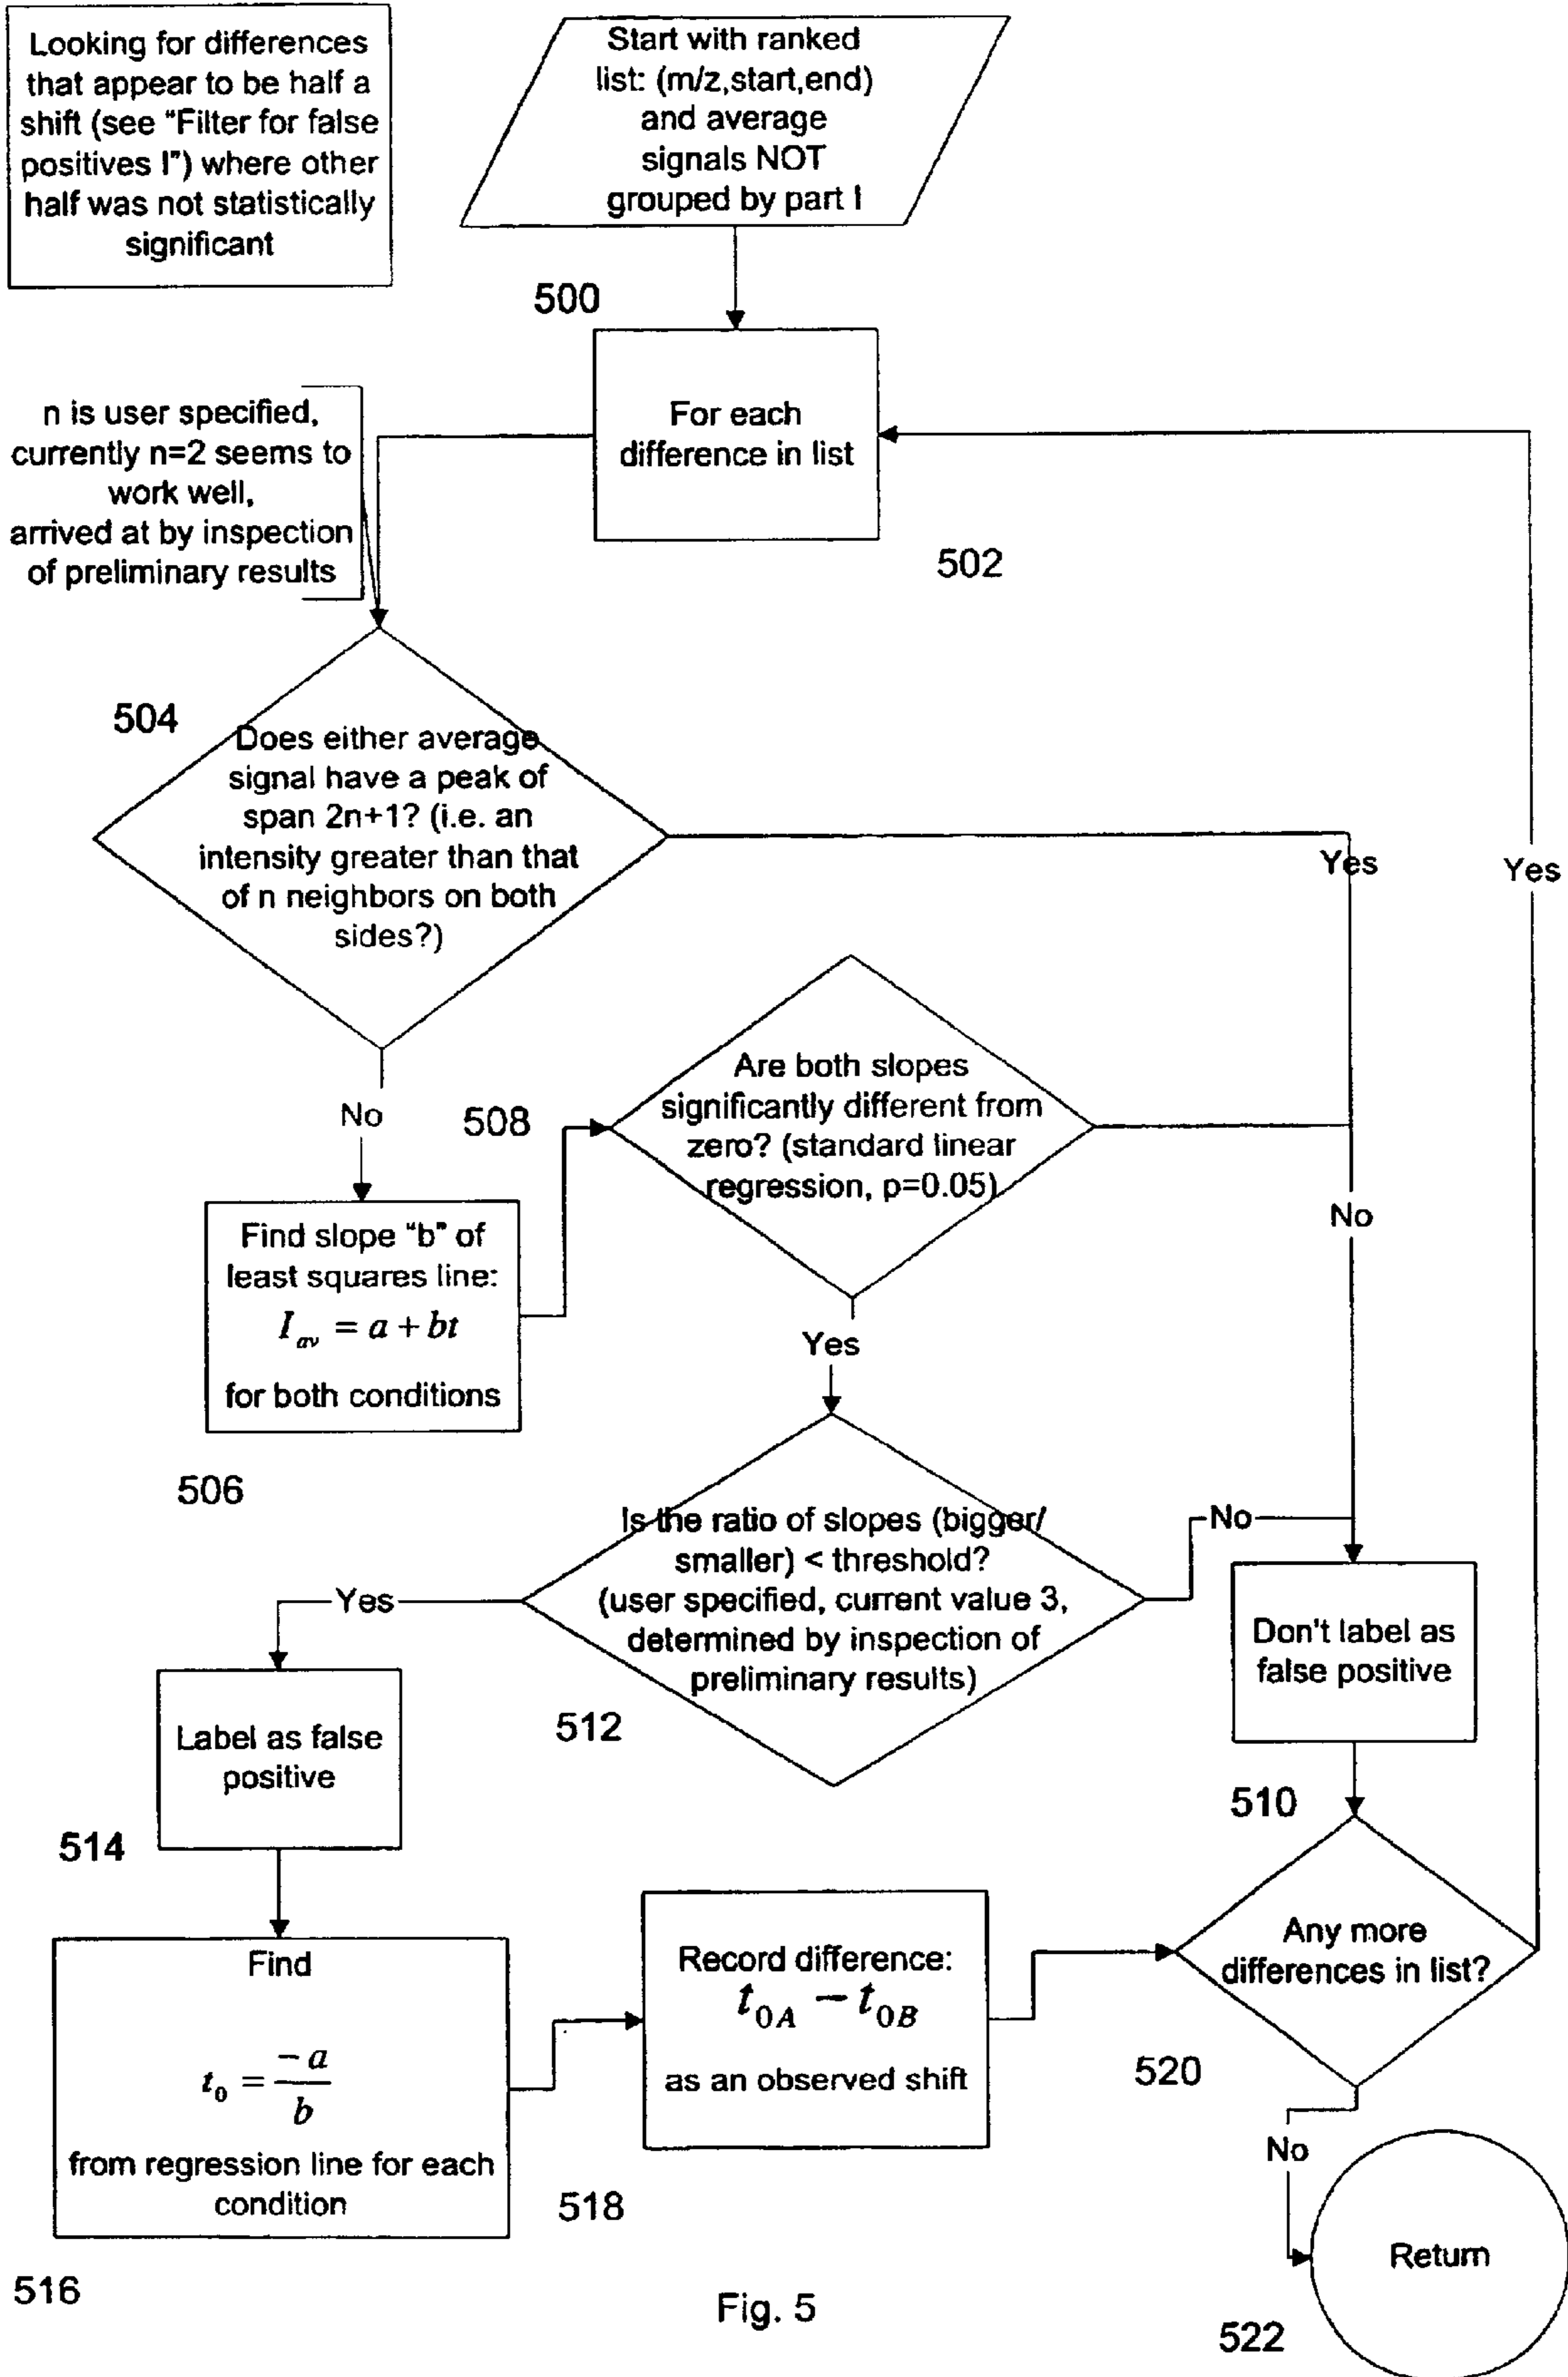 Looking for differences
that appear to be half a
shift (see "Filter for false
positives I") where other
half was not statistically
significant
Start with ranked
list: (m/z,start,end)
and average
signals NOT
grouped by part I
500
For each
difference in list
502
n is user specified,
currently n=2 seems to
work well,
arrived at by inspection
of preliminary results
504
Does either average
signal have a peak of
span 2n+1? (i.e. an
intensity greater than that
of n neighbors on both
sides?)
Yes
Yes
No
508
Are both slopes
significantly different from
zero? (standard linear
regression, p=0.05)
No
Find slope "b" of
least squares line:
I_av = a + bt
for both conditions
506
Yes
Is the ratio of slopes (bigger/
smaller) < threshold?
(user specified, current value 3,
determined by inspection of
preliminary results)
512
No
Yes
Don't label as
false positive
510
Label as false
positive
514
Find
t_0 = -a/b
from regression line for each
condition
516
Record difference:
t_0A - t_0B
as an observed shift
518
Any more
differences in list?
520
No
Return
522
Fig. 5